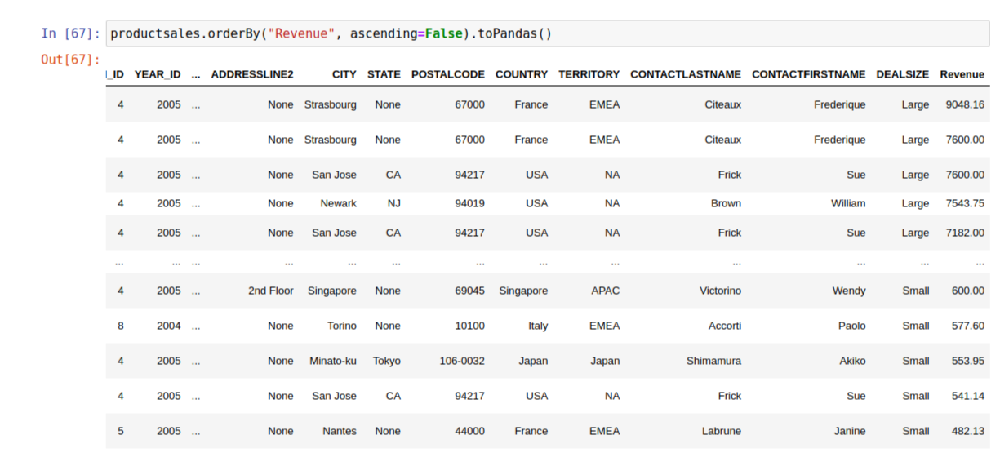 In [67]: productsales.orderBy("Revenue", ascending=False).toPandas()
Out[67]:
_ID YEAR_ID ... ADDRESSLINE2 CITY STATE POSTALCODE COUNTRY TERRITORY CONTACTLASTNAME CONTACTFIRSTNAME DEALSIZE Revenue
4 2005 ... None Strasbourg None 67000 France EMEA Citeaux Frederique Large 9048.16
4 2005 ... None Strasbourg None 67000 France EMEA Citeaux Frederique Large 7600.00
4 2005 ... None San Jose CA 94217 USA NA Frick Sue Large 7600.00
4 2005 ... None Newark NJ 94019 USA NA Brown William Large 7543.75
4 2005 ... None San Jose CA 94217 USA NA Frick Sue Large 7182.00
... ... ... ... ... ... ... ... ... ... ... ... ...
4 2005 ... 2nd Floor Singapore None 69045 Singapore APAC Victorino Wendy Small 600.00
8 2004 ... None Torino None 10100 Italy EMEA Accorti Paolo Small 577.60
4 2005 ... None Minato-ku Tokyo 106-0032 Japan Japan Shimamura Akiko Small 553.95
4 2005 ... None San Jose CA 94217 USA NA Frick Sue Small 541.14
5 2005 ... None Nantes None 44000 France EMEA Labrune Janine Small 482.13